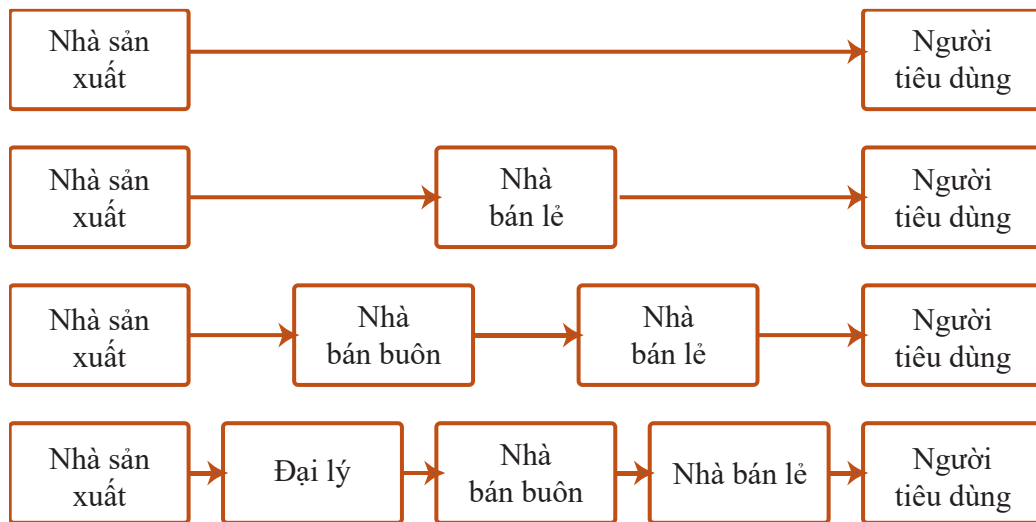 Nhà sản
xuất
Người
tiêu dùng
Nhà sản
xuất
Nhà
bán lẻ
Người
tiêu dùng
Nhà sản
xuất
Nhà
bán buôn
Nhà
bán lẻ
Người
tiêu dùng
Nhà sản
xuất
Đại lý
Nhà
bán buôn
Nhà bán lẻ
Người
tiêu dùng